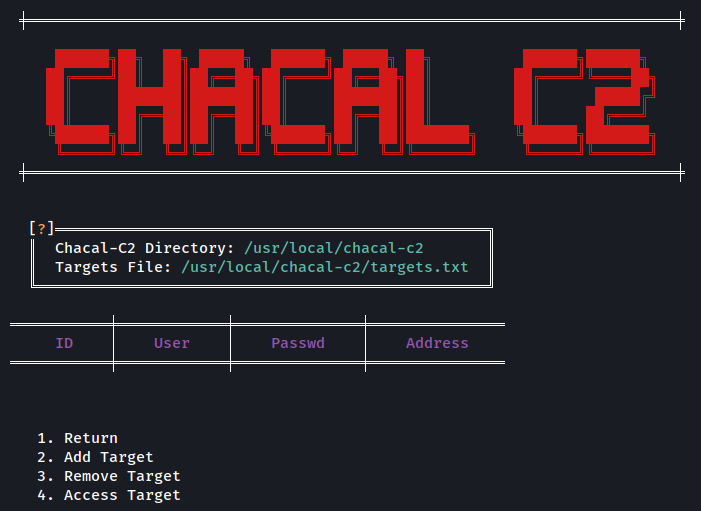 CHACAL C2
[?]
Chacal-C2 Directory: /usr/local/chacal-c2
Targets File: /usr/local/chacal-c2/targets.txt
ID User Passwd Address
1. Return
2. Add Target
3. Remove Target
4. Access Target